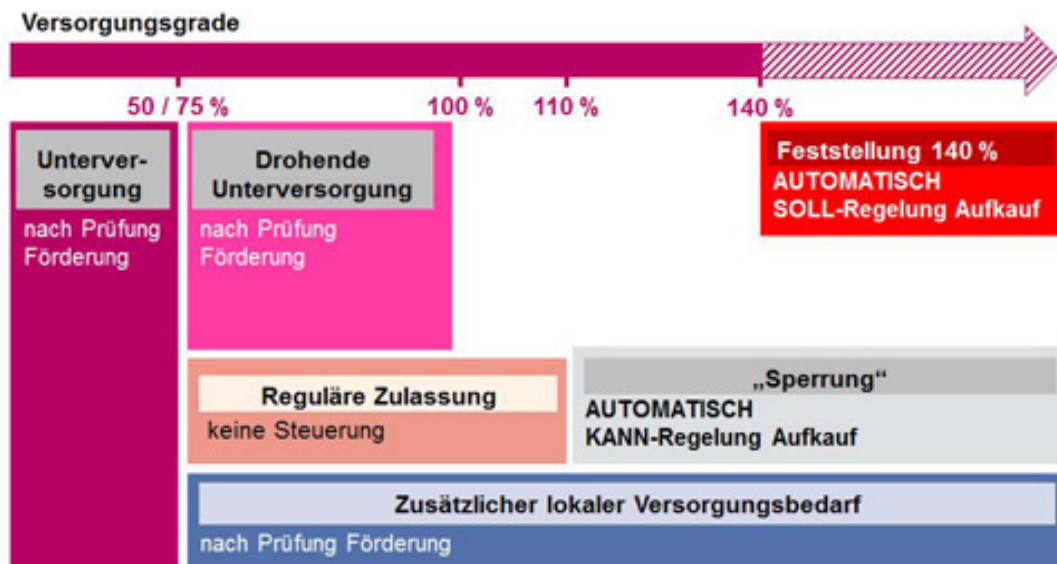 Versorgungsgrade
50 / 75 %
100 %
110 %
140 %
Unterver-
sorgung
nach Prüfung
Förderung
Drohende
Unterversorgung
nach Prüfung
Förderung
Feststellung 140 %
AUTOMATISCH
SOLL-Regelung Aufkauf
Reguläre Zulassung
keine Steuerung
„Sperrung“
AUTOMATISCH
KANN-Regelung Aufkauf
Zusätzlicher lokaler Versorgungsbedarf
nach Prüfung Förderung